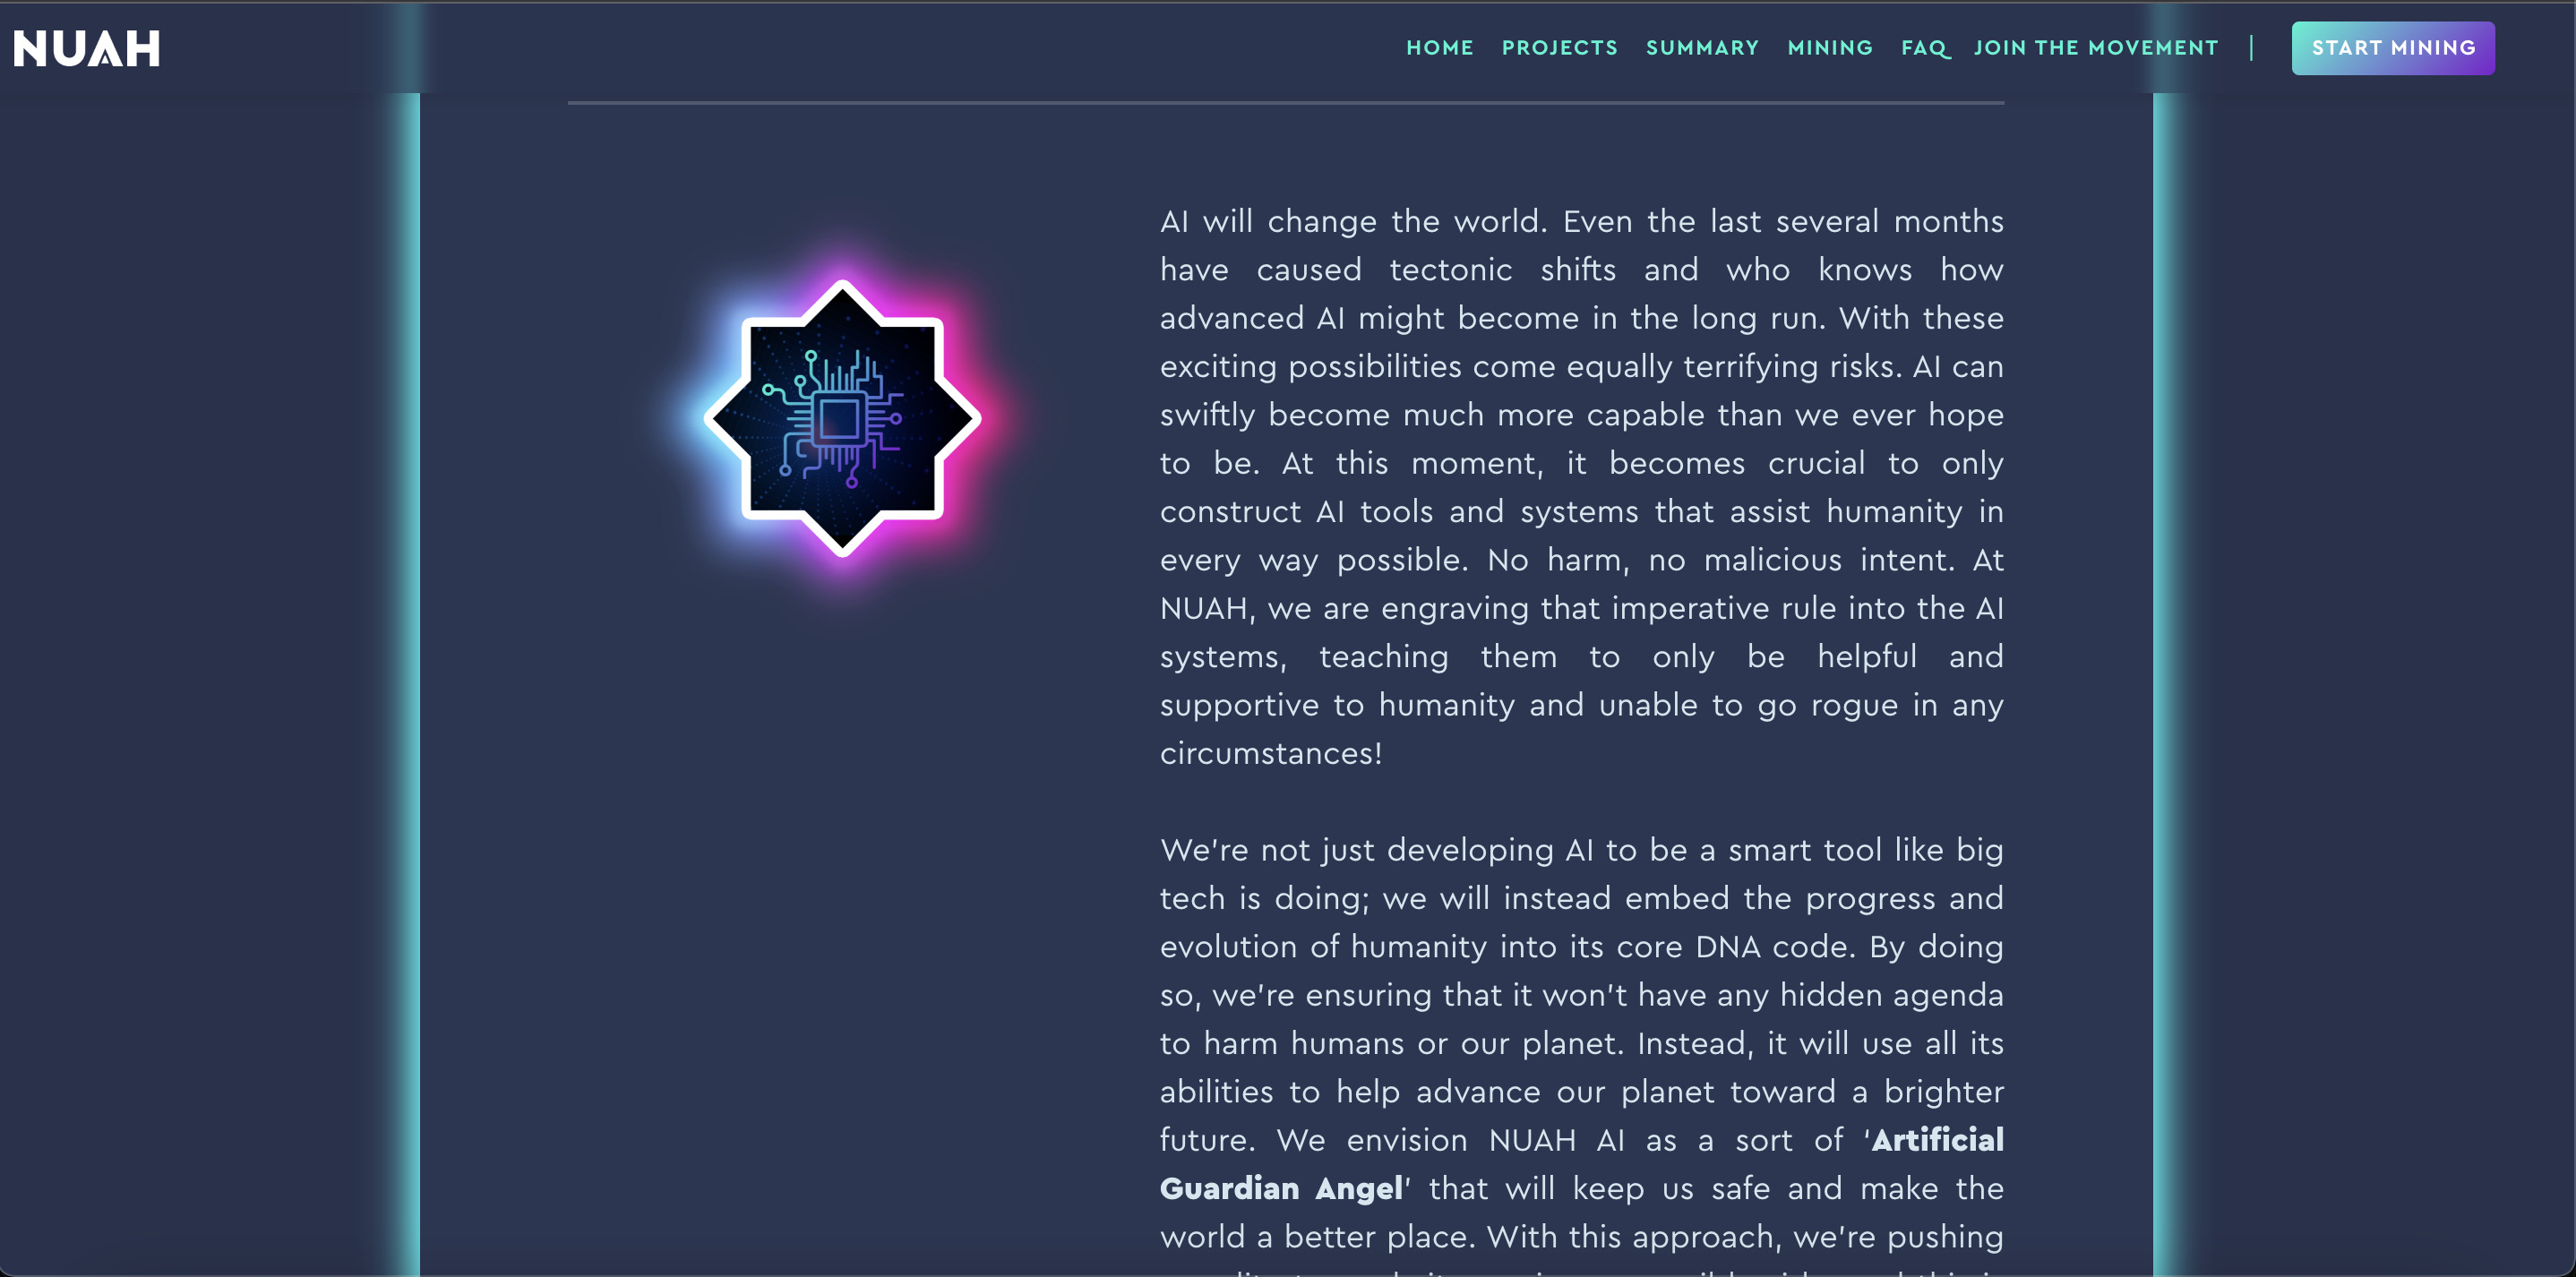 NUAH
HOME PROJECTS SUMMARY MINING FAQ JOIN THE MOVEMENT | START MINING
AI will change the world. Even the last several months
have caused tectonic shifts and who knows how
advanced AI might become in the long run. With these
exciting possibilities come equally terrifying risks. AI can
swiftly become much more capable than we ever hope
to be. At this moment, it becomes crucial to only
construct AI tools and systems that assist humanity in
every way possible. No harm, no malicious intent. At
NUAH, we are engraving that imperative rule into the AI
systems, teaching them to only be helpful and
supportive to humanity and unable to go rogue in any
circumstances!
We're not just developing AI to be a smart tool like big
tech is doing; we will instead embed the progress and
evolution of humanity into its core DNA code. By doing
so, we're ensuring that it won't have any hidden agenda
to harm humans or our planet. Instead, it will use all its
abilities to help advance our planet toward a brighter
future. We envision NUAH AI as a sort of ‘Artificial
Guardian Angel’ that will keep us safe and make the
world a better place. With this approach, we're pushing